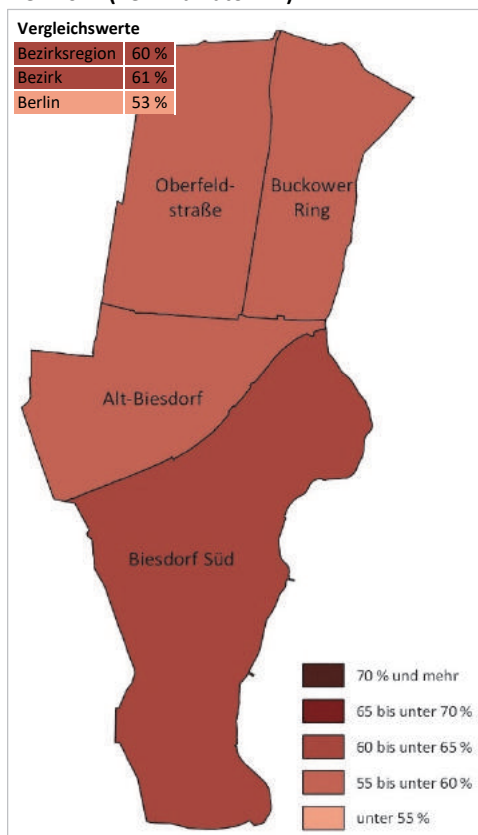 Vergleichswerte
Bezirksregion 60 %
Bezirk 61 %
Berlin 53 %
Oberfeld-
straße
Buckower
Ring
Alt-Biesdorf
Biesdorf Süd
70 % und mehr
65 bis unter 70 %
60 bis unter 65 %
55 bis unter 60 %
unter 55 %